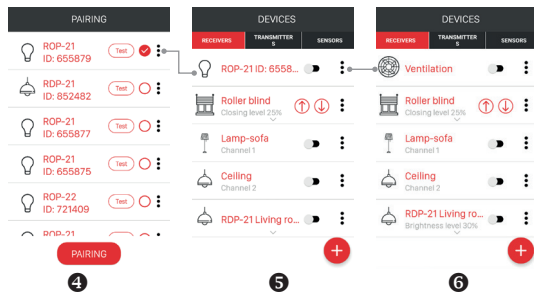 PAIRING
ROP-21
ID: 655879
Test
RDP-21
ID: 852482
Test
ROP-21
ID: 655877
Test
ROP-21
ID: 655875
Test
ROP-22
ID: 721409
Test
ROP-21
PAIRING
4
DEVICES
RECEIVERS
TRANSMITTER
S
SENSORS
ROP-21 ID: 6558...
Roller blind
Closing level 25%
Lamp-sofa
Channel 1
Ceiling
Channel 2
RDP-21 Living ro...
+
5
DEVICES
RECEIVERS
TRANSMITTER
S
SENSORS
Ventilation
Roller blind
Closing level 25%
Lamp-sofa
Channel 1
Ceiling
Channel 2
RDP-21 Living ro...
Brightness level 30%
+
6